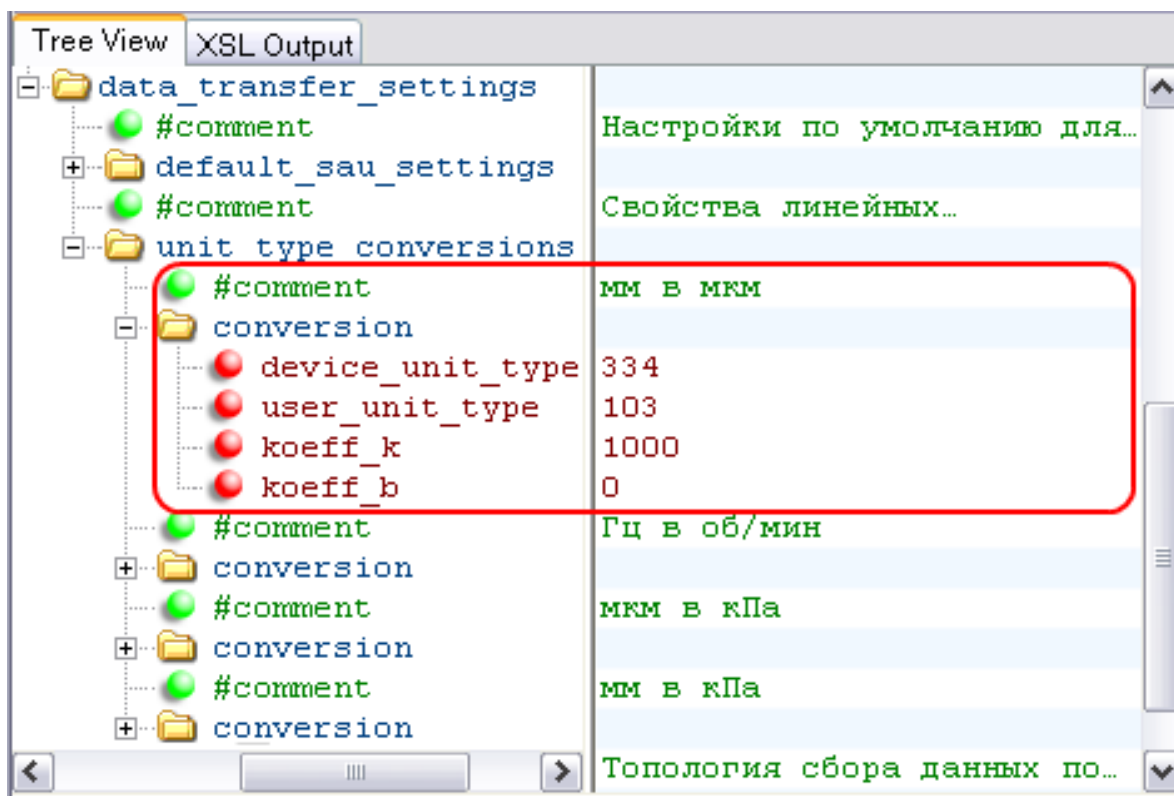 Tree View XSL Output
data_transfer_settings
#comment Настройки по умолчанию для…
default_sau_settings
#comment Свойства линейных…
unit_type_conversions
#comment мм в мкм
conversion
device_unit_type 334
user_unit_type 103
koeff_k 1000
koeff_b 0
#comment Гц в об/мин
conversion
#comment мкм в кПа
conversion
#comment мм в кПа
conversion
Топология сбора данных по…